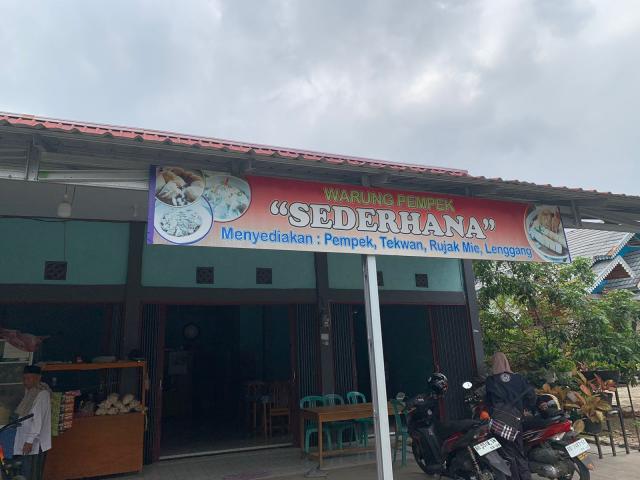 WARUNG PEMPEK
"SEDERHANA"
Menyediakan : Pempek, Tekwan, Rujak Mie, Lenggang